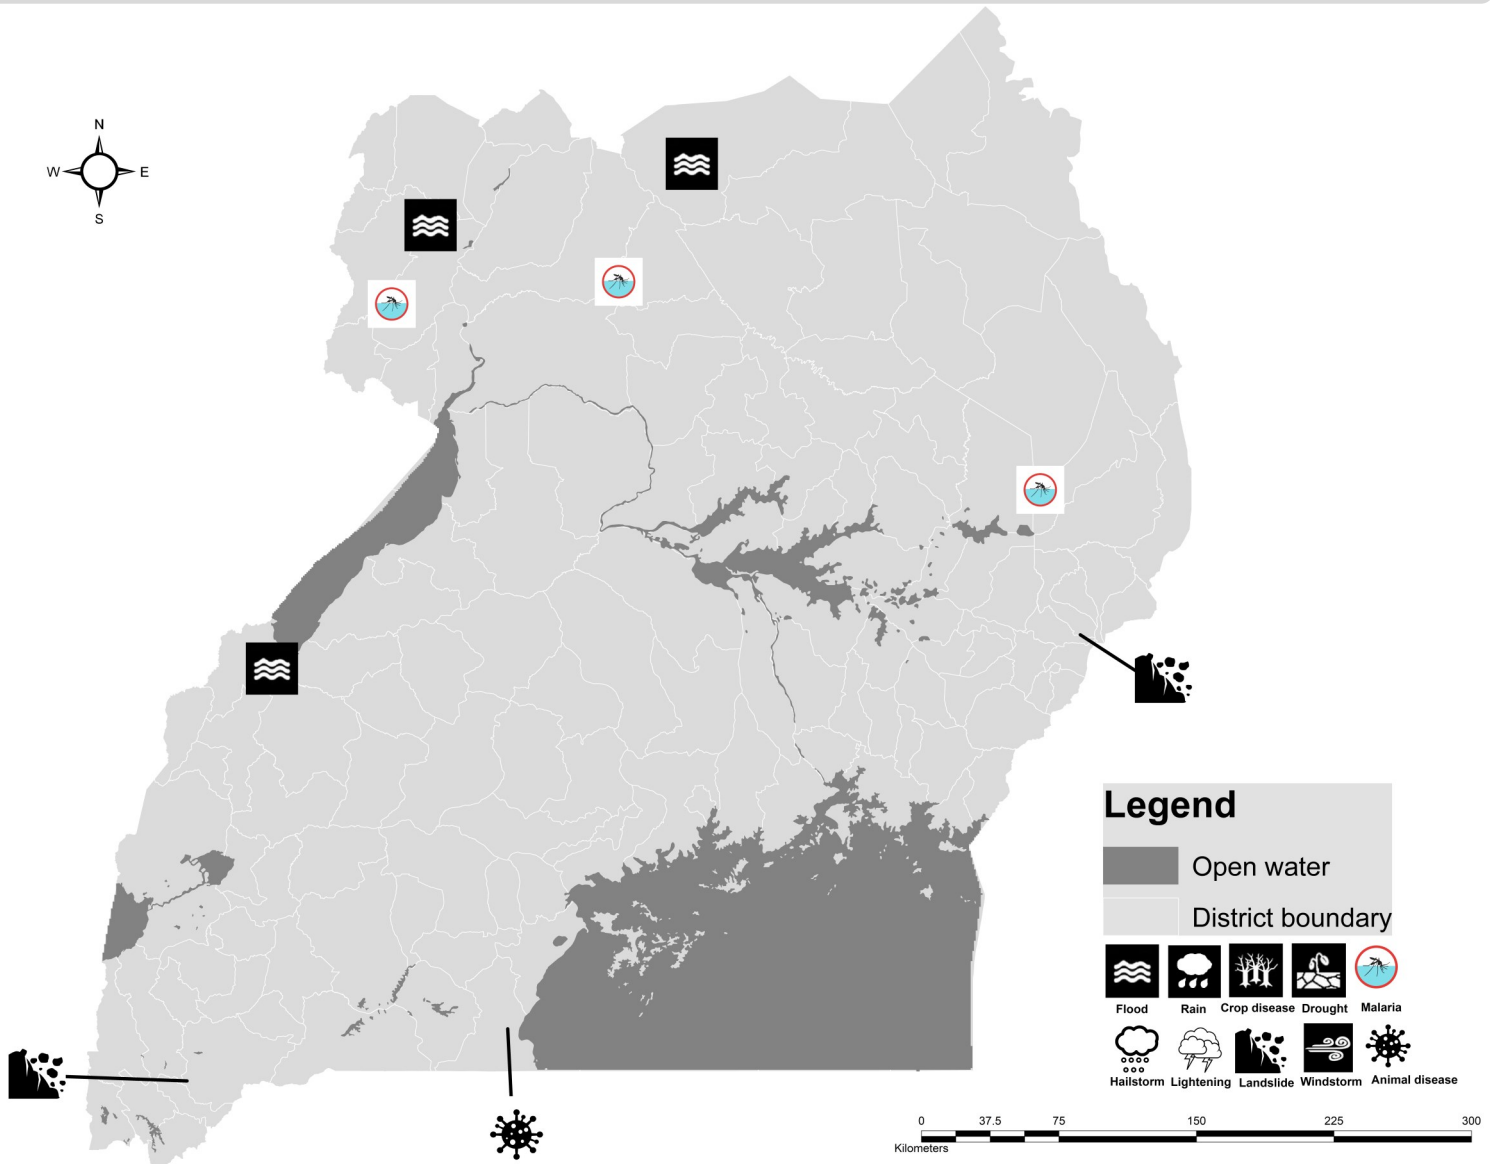 N
W E
S
Legend
Open water
District boundary
Flood Rain Crop disease Drought Malaria
Hailstorm Lightening Landslide Windstorm Animal disease
0 37.5 75 150 225 300
Kilometers